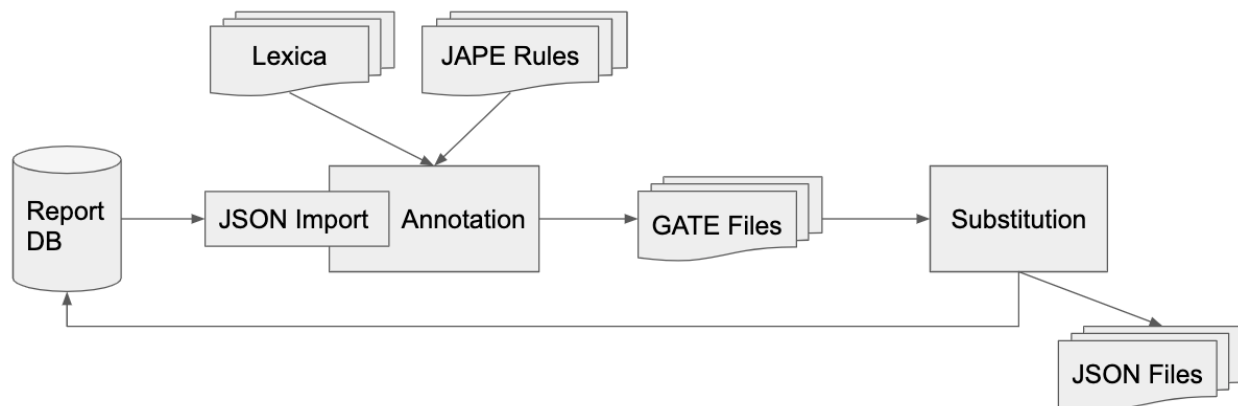 Lexica
JAPE Rules
Report
DB
JSON Import
Annotation
GATE Files
Substitution
JSON Files